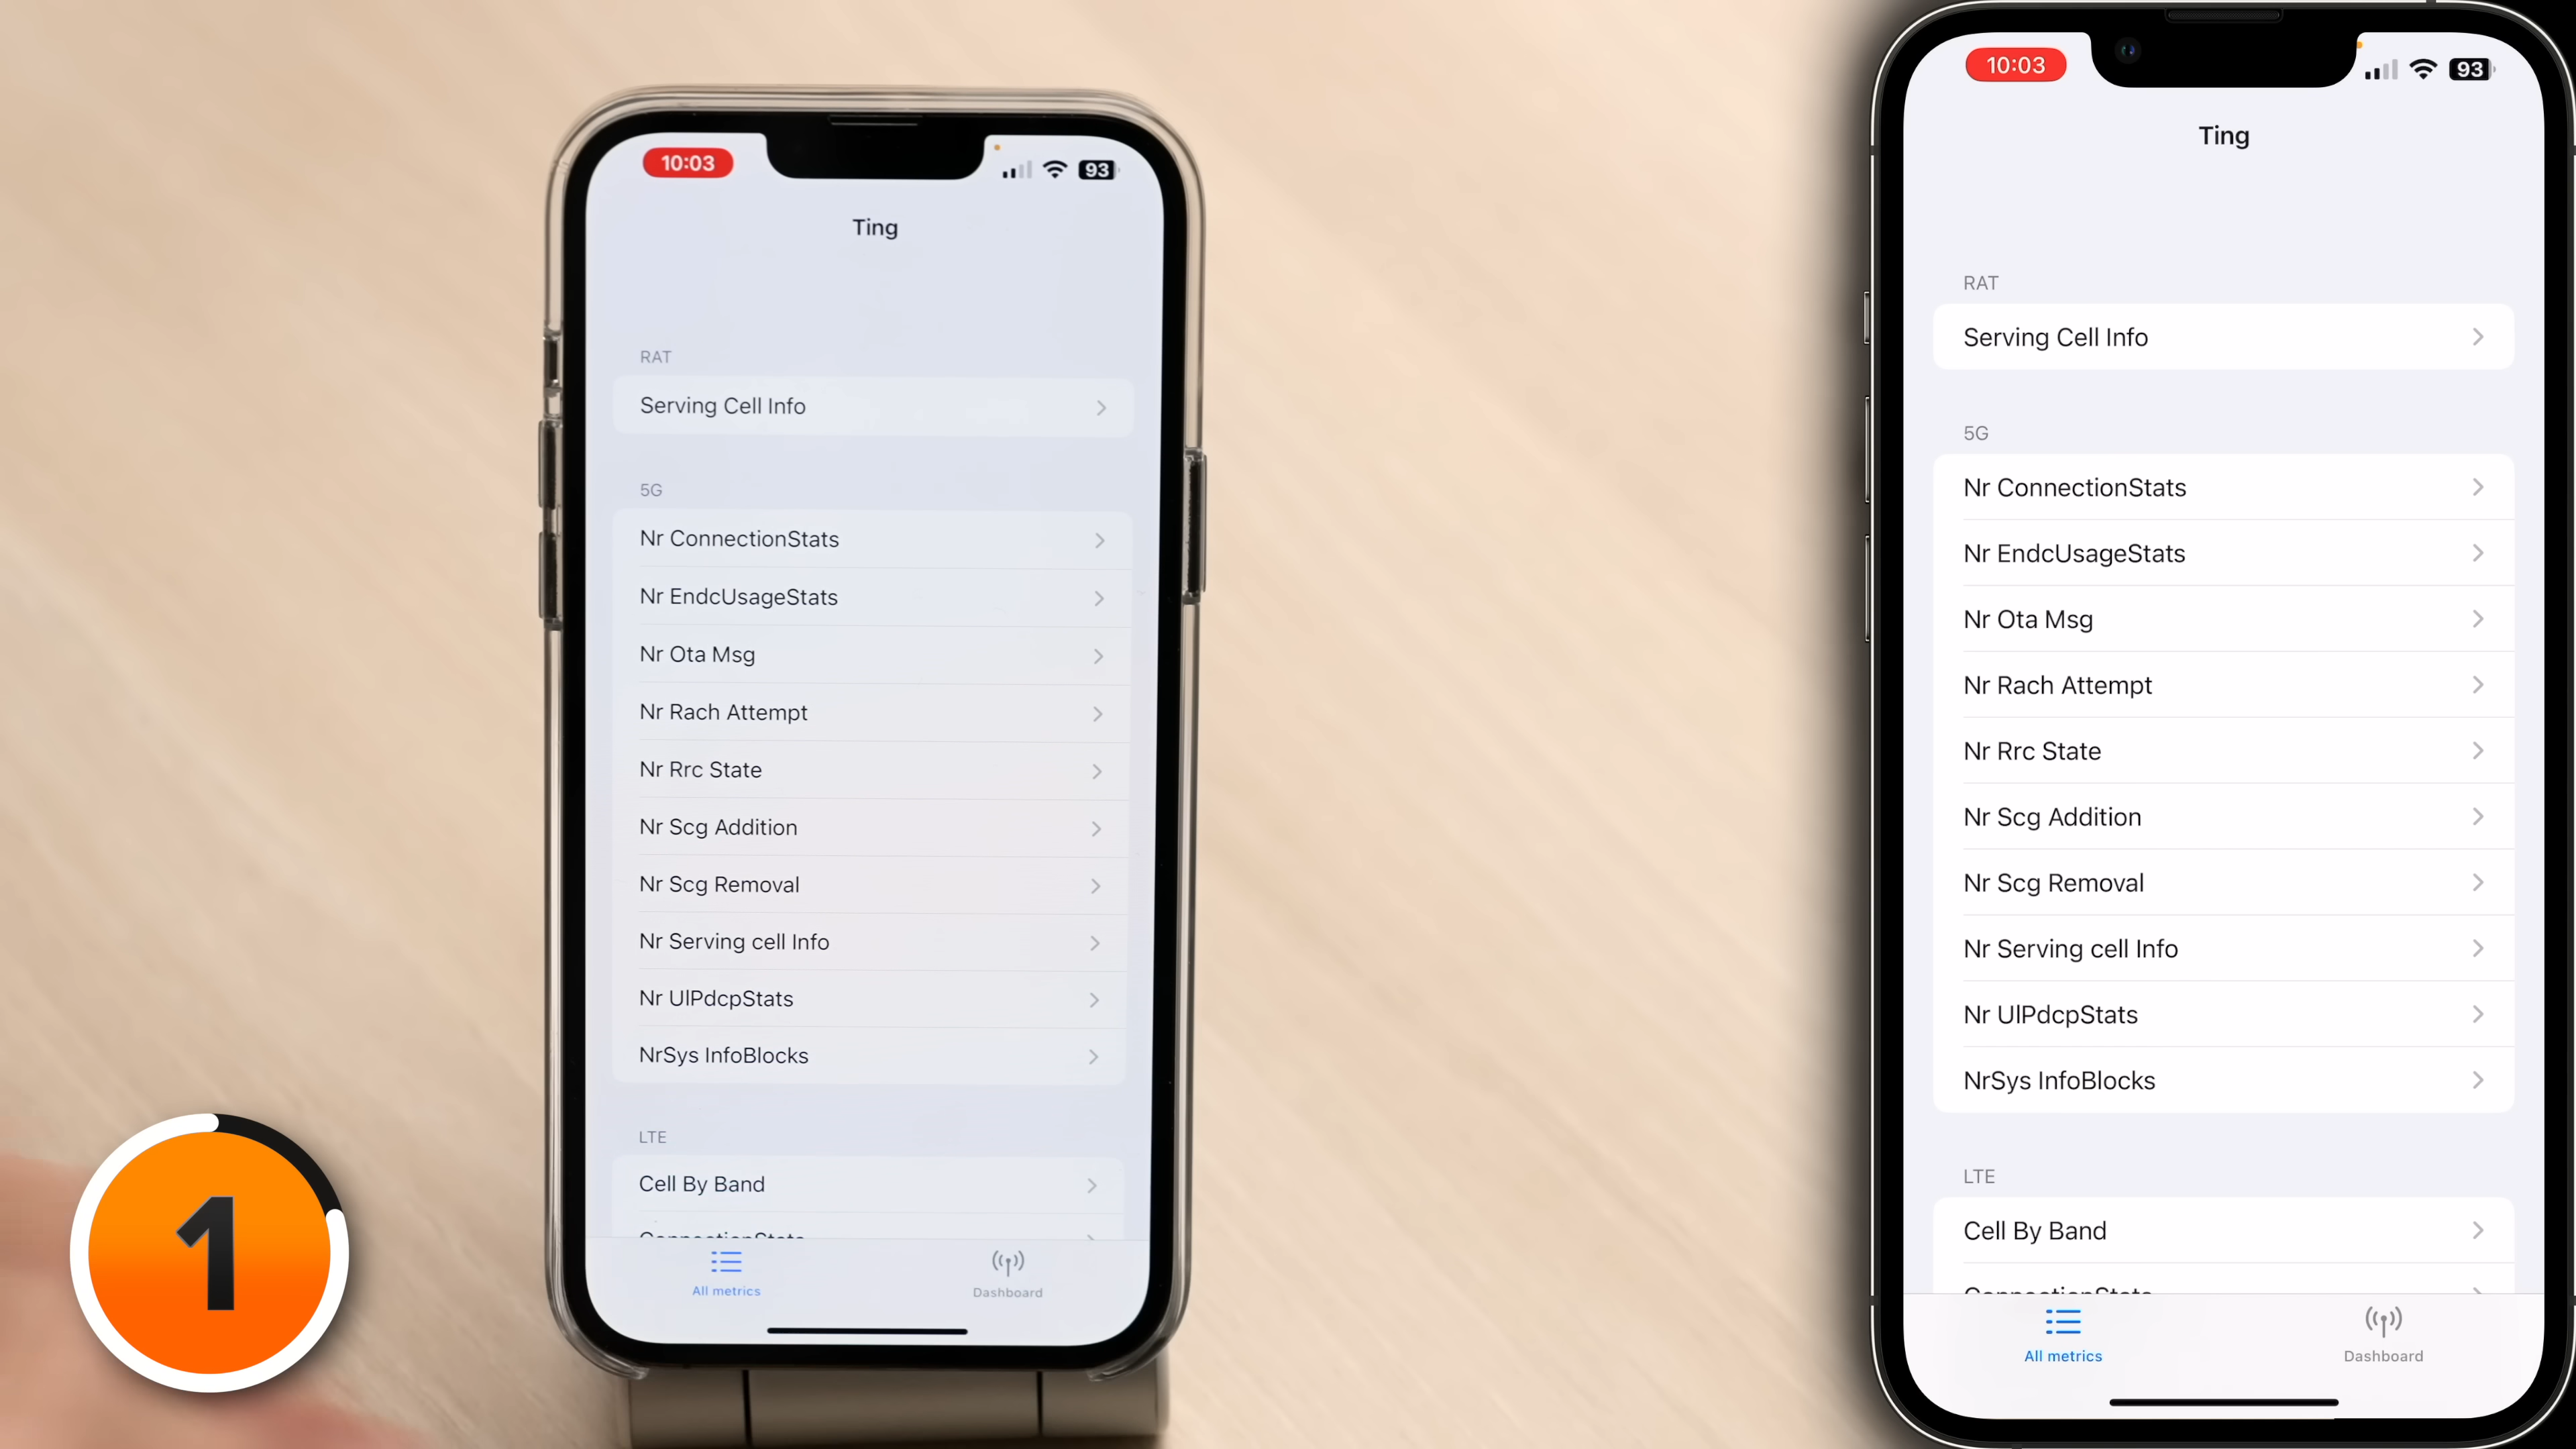 10:03
93
Ting
RAT
Serving Cell Info
5G
Nr ConnectionStats
Nr EndcUsageStats
Nr Ota Msg
Nr Rach Attempt
Nr Rrc State
Nr Scg Addition
Nr Scg Removal
Nr Serving cell Info
Nr UlPdcpStats
NrSys InfoBlocks
LTE
Cell By Band
ConnectionStats
All metrics
Dashboard
1
10:03
93
Ting
RAT
Serving Cell Info
5G
Nr ConnectionStats
Nr EndcUsageStats
Nr Ota Msg
Nr Rach Attempt
Nr Rrc State
Nr Scg Addition
Nr Scg Removal
Nr Serving cell Info
Nr UlPdcpStats
NrSys InfoBlocks
LTE
Cell By Band
ConnectionStats
All metrics
Dashboard